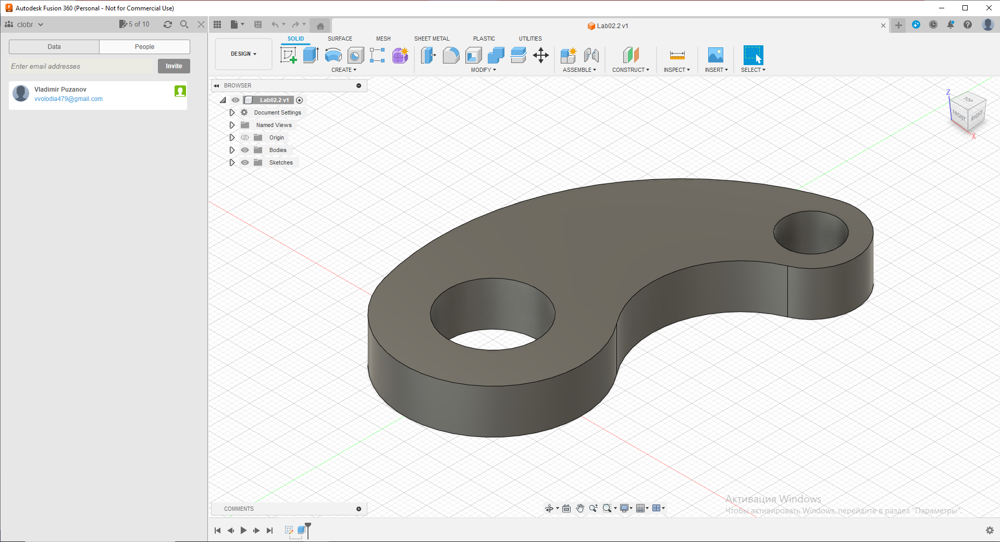 Autodesk Fusion 360 (Personal - Not for Commercial Use)
clobr
5 of 10
Lab02.2 v1
Data
People
Enter email addresses
Invite
Vladimir Puzanov
vvolodia479@gmail.com
DESIGN
SOLID
SURFACE
MESH
SHEET METAL
PLASTIC
UTILITIES
CREATE
MODIFY
ASSEMBLE
CONSTRUCT
INSPECT
INSERT
SELECT
BROWSER
Lab02.2 v1
Document Settings
Named Views
Origin
Bodies
Sketches
Z
TOP
FRONT
RIGHT
X
Активация Windows
Чтобы активировать Windows, перейдите в раздел "Параметры".
COMMENTS